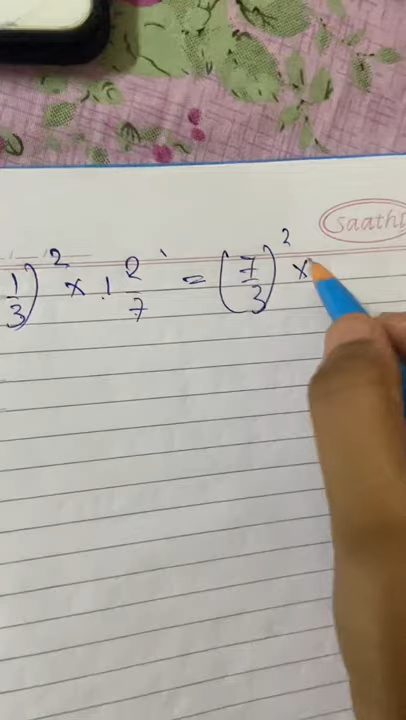 Saathi
1/3)² × 1 2/7 = (7/3)² ×